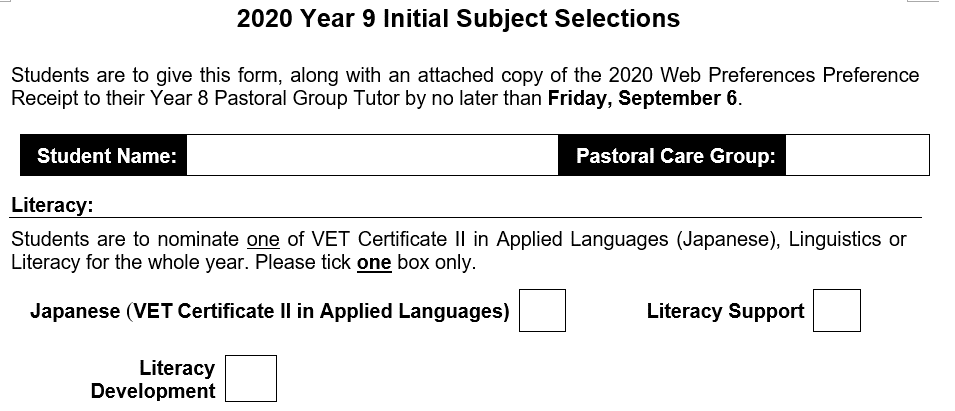 2020 Year 9 Initial Subject Selections
Students are to give this form, along with an attached copy of the 2020 Web Preferences Preference
Receipt to their Year 8 Pastoral Group Tutor by no later than Friday, September 6.
Student Name: Pastoral Care Group:
Literacy:
Students are to nominate one of VET Certificate II in Applied Languages (Japanese), Linguistics or
Literacy for the whole year. Please tick one box only.
Japanese (VET Certificate II in Applied Languages) Literacy Support
Literacy
Development